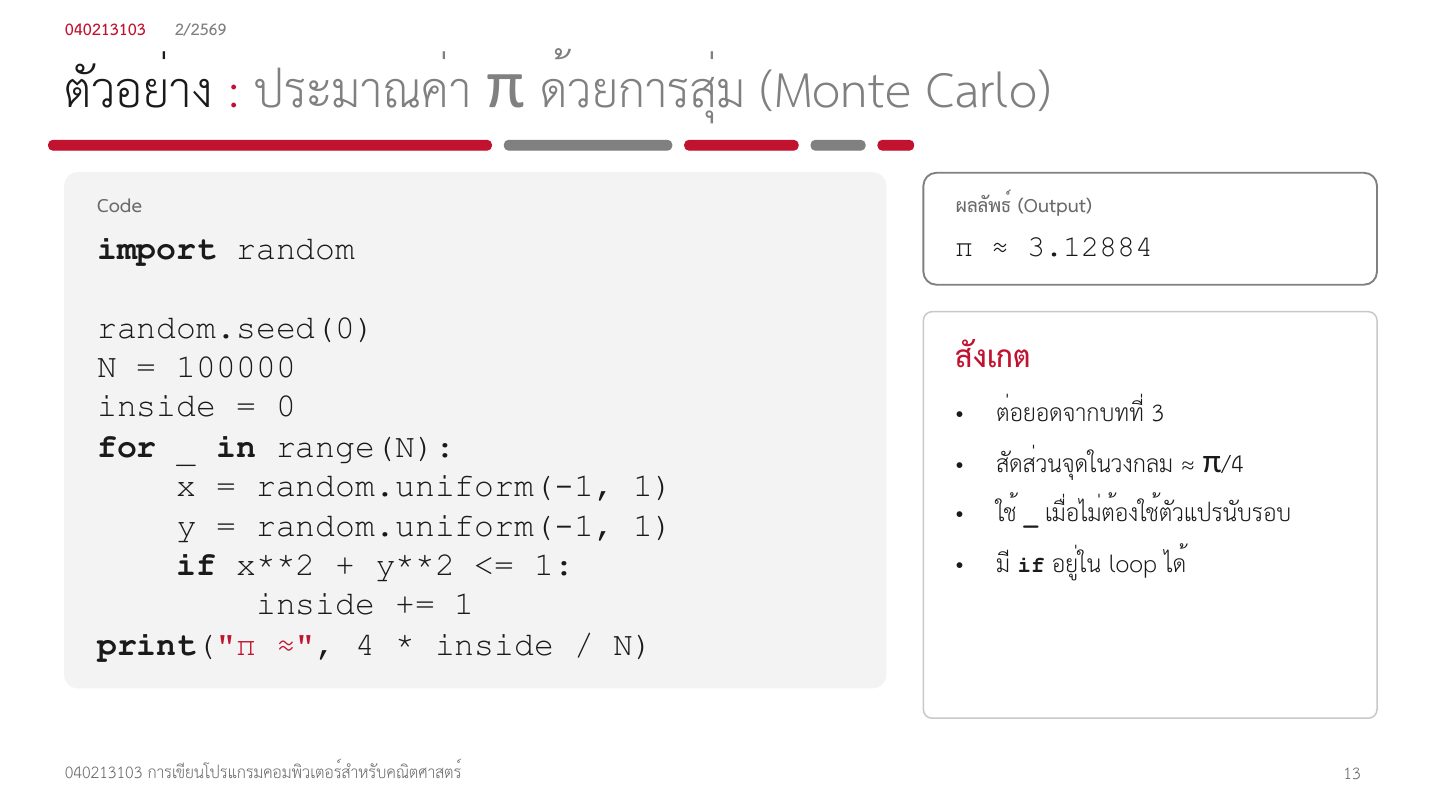 040213103 2/2569
ตัวอย่าง : ประมาณค่า π ด้วยการสุ่ม (Monte Carlo)
Code
import random
random.seed(0)
N = 100000
inside = 0
for _ in range(N):
    x = random.uniform(-1, 1)
    y = random.uniform(-1, 1)
    if x**2 + y**2 <= 1:
        inside += 1
print("π ≈", 4 * inside / N)
ผลลัพธ์ (Output)
π ≈ 3.12884
สังเกต
• ต่อยอดจากบทที่ 3
• สัดส่วนจุดในวงกลม ≈ π/4
• ใช้ _ เมื่อไม่ต้องใช้ตัวแปรนับรอบ
• มี if อยู่ใน loop ได้
040213103 การเขียนโปรแกรมคอมพิวเตอร์สำหรับคณิตศาสตร์
13